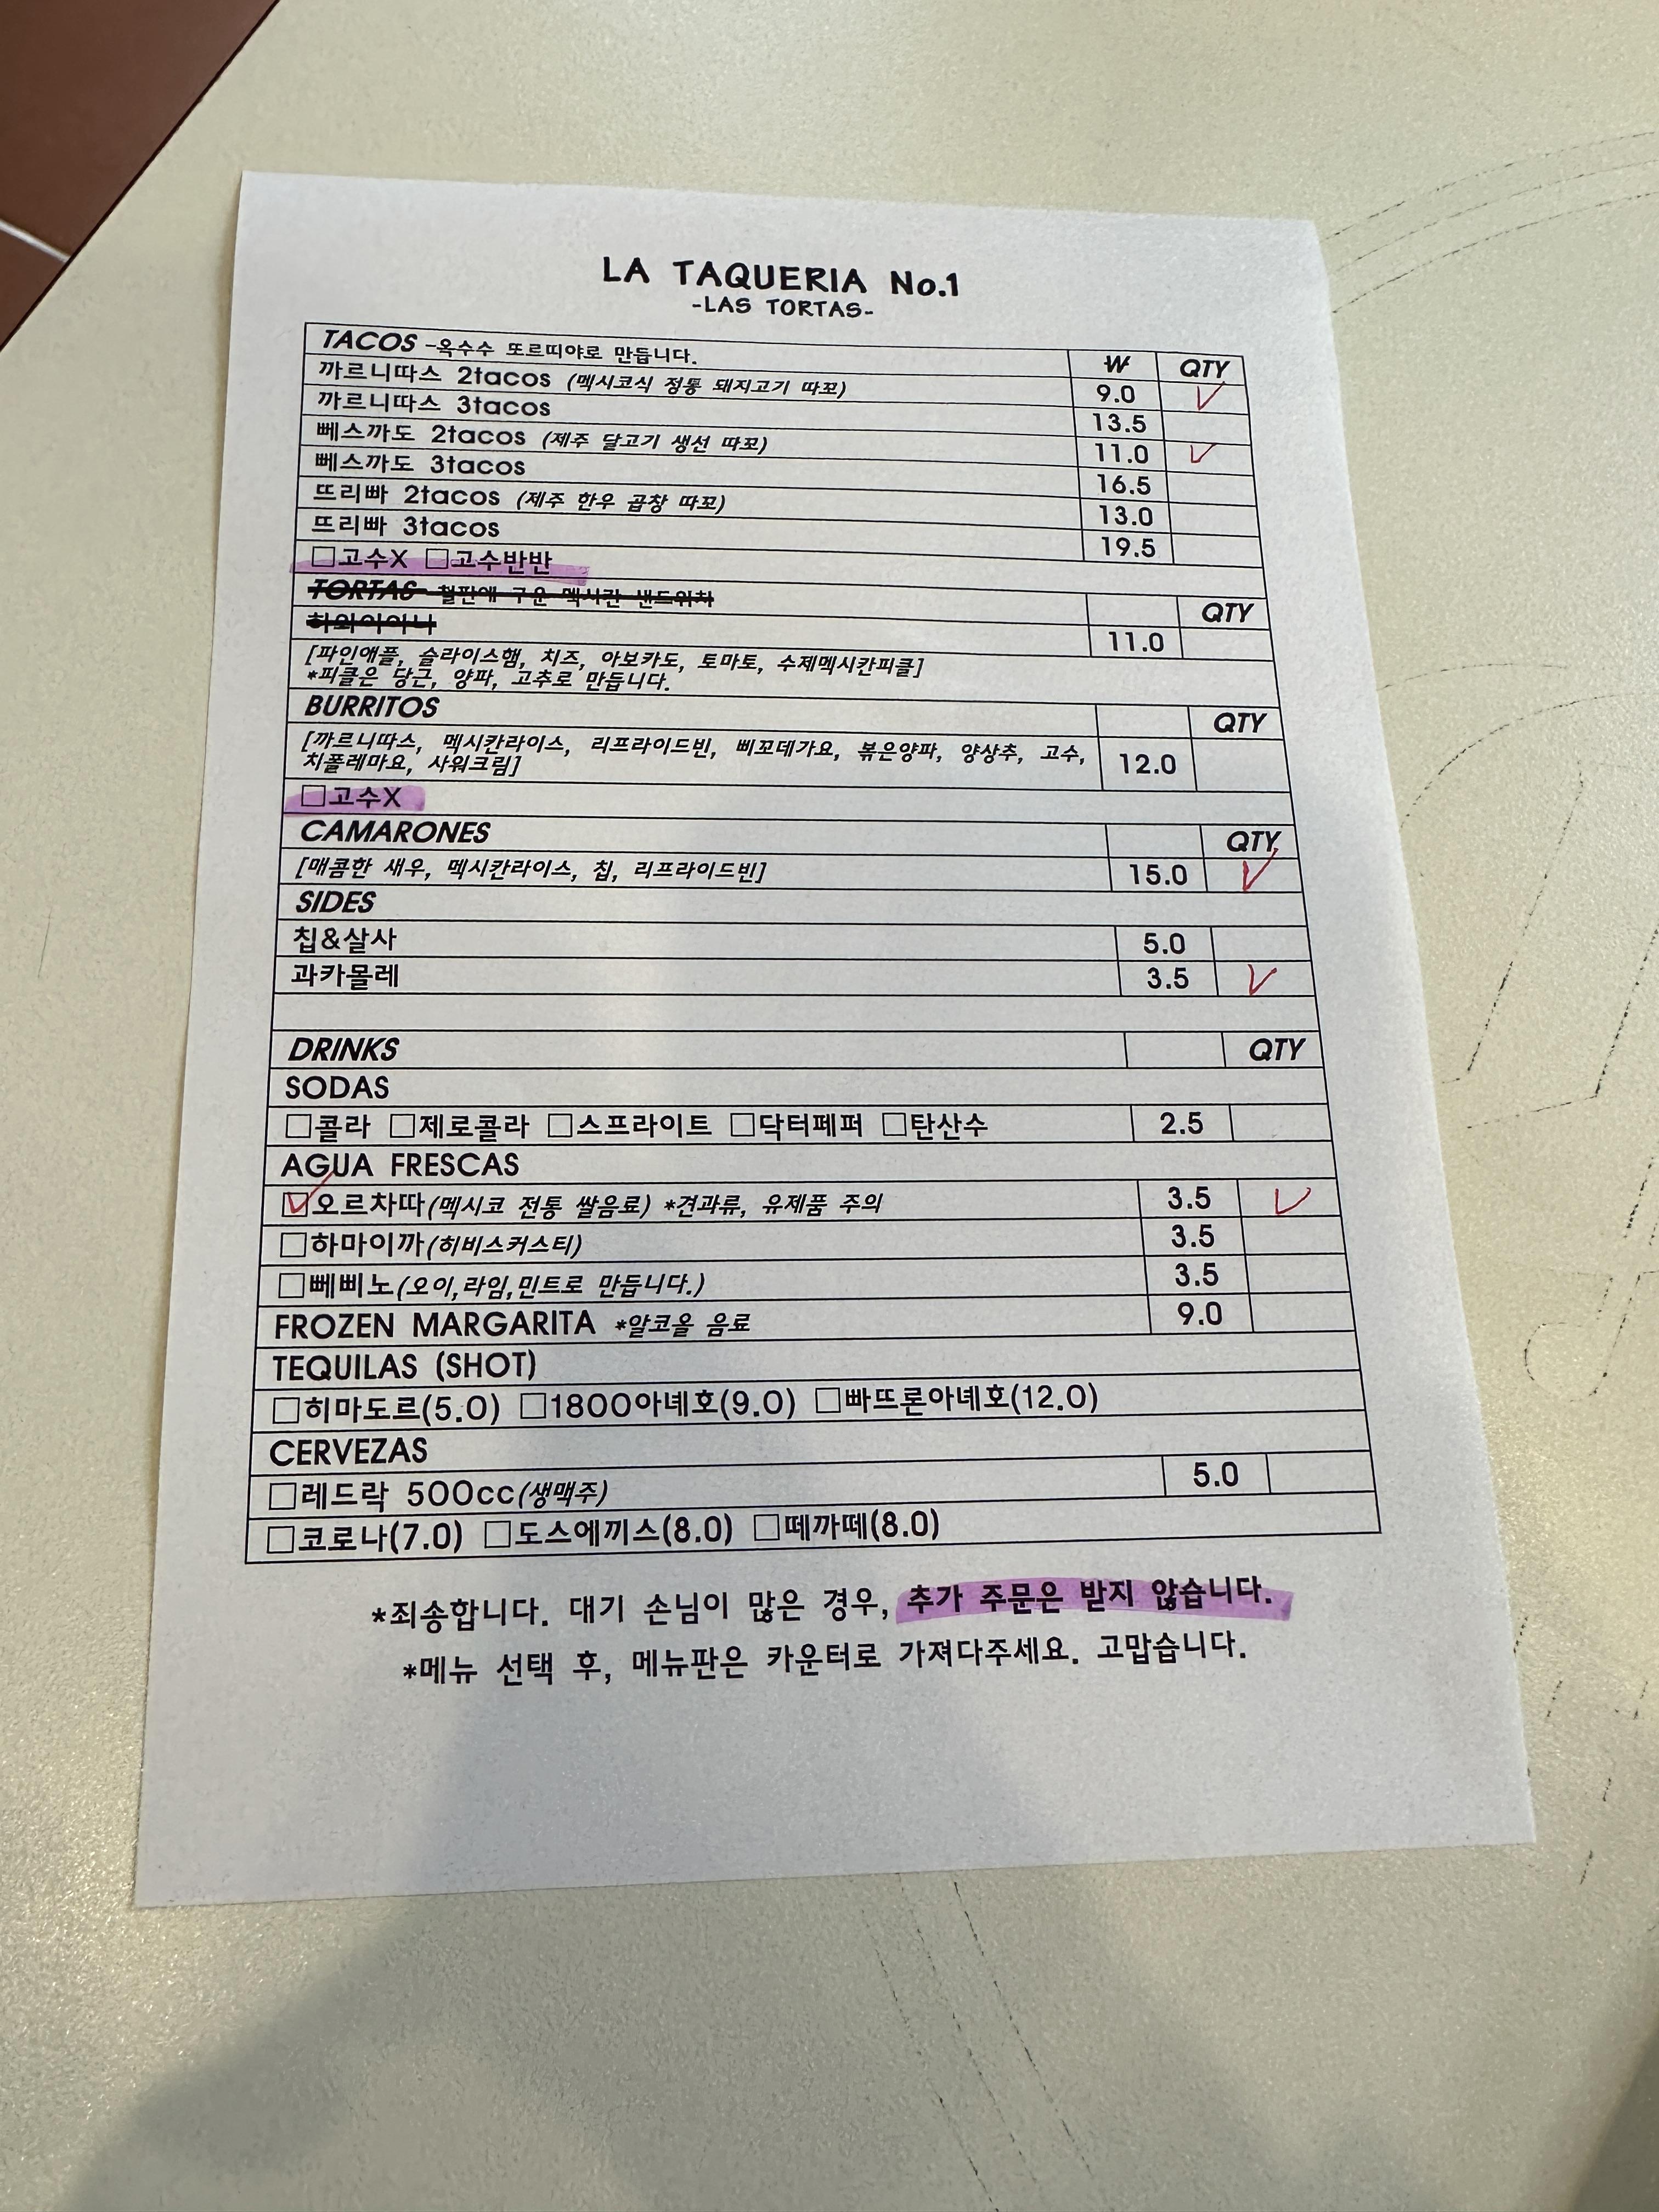 LA TAQUERIA No.1
-LAS TORTAS-
TACOS -옥수수 또르띠야로 만듭니다. ₩ QTY
까르니따스 2tacos (멕시코식 정통 돼지고기 따꼬) 9.0 ✓
까르니따스 3tacos 13.5
뻬스까도 2tacos (제주 달고기 생선 따꼬) 11.0 ✓
뻬스까도 3tacos 16.5
뜨리빠 2tacos (제주 한우 곱창 따꼬) 13.0
뜨리빠 3tacos 19.5
□고수X □고수반반
TORTAS- 철판에 구운 멕시칸 샌드위치 QTY
하와이아나 11.0
[파인애플, 슬라이스햄, 치즈, 아보카도, 토마토, 수제멕시칸피클]
*피클은 당근, 양파, 고추로 만듭니다.
BURRITOS QTY
[까르니따스, 멕시칸라이스, 리프라이드빈, 삐꼬데가요, 볶은양파, 양상추, 고수, 12.0
치폴레마요, 사워크림]
□고수X
CAMARONES QTY
[매콤한 새우, 멕시칸라이스, 칩, 리프라이드빈] 15.0 ✓
SIDES
칩&살사 5.0
과카몰레 3.5 ✓
DRINKS QTY
SODAS
□콜라 □제로콜라 □스프라이트 □닥터페퍼 □탄산수 2.5
AGUA FRESCAS
☑오르차따(멕시코 전통 쌀음료) *견과류, 유제품 주의 3.5 ✓
□하마이까(히비스커스티) 3.5
□뻬삐노(오이,라임,민트로 만듭니다.) 3.5
FROZEN MARGARITA *알코올 음료 9.0
TEQUILAS (SHOT)
□히마도르(5.0) □1800아녜호(9.0) □빠뜨론아녜호(12.0)
CERVEZAS
□레드락 500cc(생맥주) 5.0
□코로나(7.0) □도스에끼스(8.0) □떼까떼(8.0)
*죄송합니다. 대기 손님이 많은 경우, 추가 주문은 받지 않습니다.
*메뉴 선택 후, 메뉴판은 카운터로 가져다주세요. 고맙습니다.